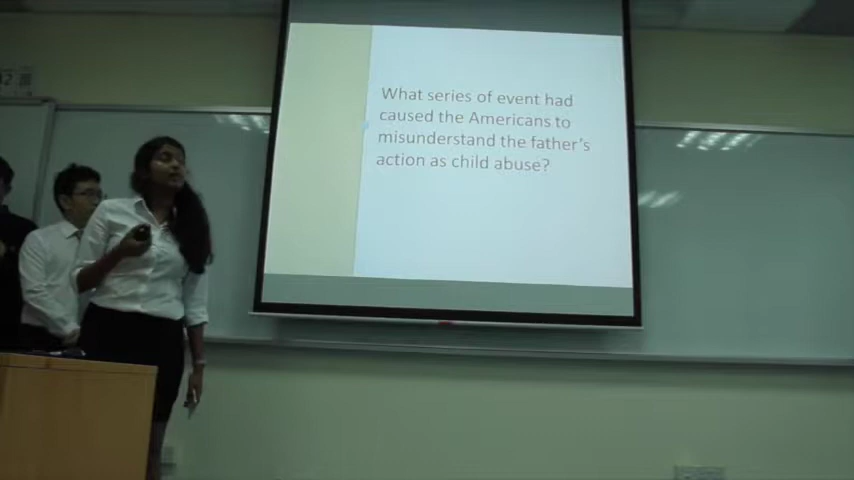 What series of event had
caused the Americans to
misunderstand the father's
action as child abuse?